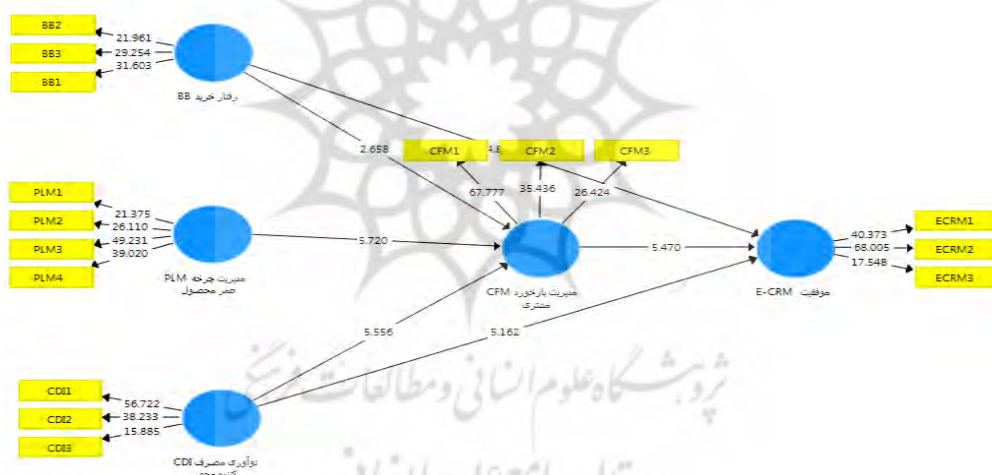 BB2
21.961
BB3
29.254
BB1
31.603
رفتار خرید BB
2.658
CFM1
CFM2
CFM3
67.777
35.436
26.424
PLM1
21.375
PLM2
26.110
PLM3
49.231
PLM4
39.020
مدیریت چرخه PLM
عمر محصول
5.720
مدیریت بازخورد CFM
مشتری
5.470
ECRM1
40.373
ECRM2
68.005
ECRM3
17.548
موفقیت E-CRM
5.556
5.162
CDI1
56.722
CDI2
38.233
CDI3
15.885
نوآوری مصرف CDI
پژوهشگاه علوم انسانی و مطالعات فرهنگی